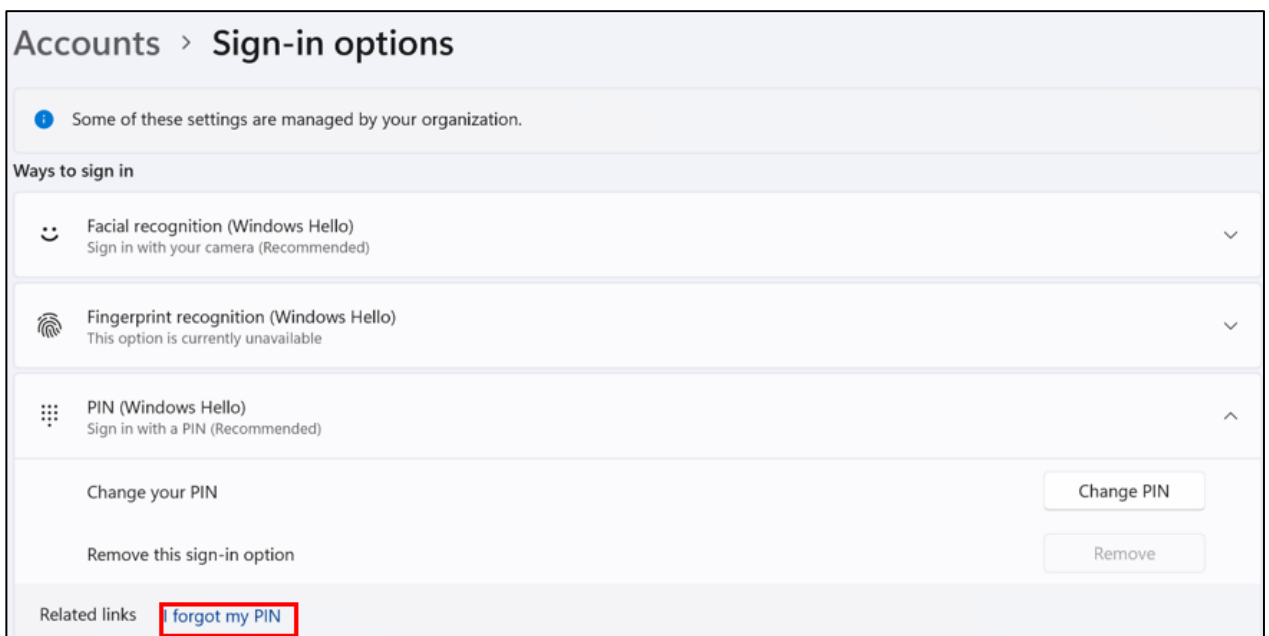 Accounts > Sign-in options
Some of these settings are managed by your organization.
Ways to sign in
Facial recognition (Windows Hello)
Sign in with your camera (Recommended)
Fingerprint recognition (Windows Hello)
This option is currently unavailable
PIN (Windows Hello)
Sign in with a PIN (Recommended)
Change your PIN
Change PIN
Remove this sign-in option
Remove
Related links I forgot my PIN